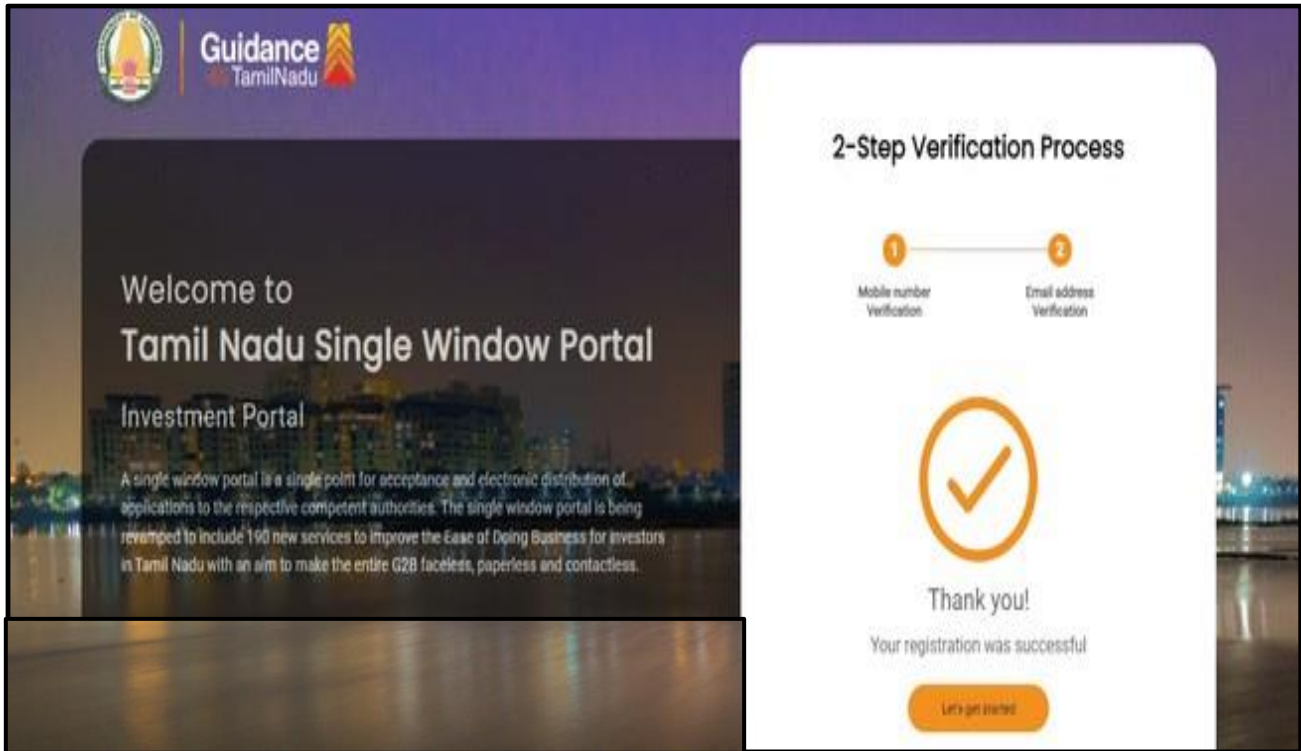 Guidance
TamilNadu
Welcome to
Tamil Nadu Single Window Portal
Investment Portal
A single window portal is a single point for acceptance and electronic distribution of
applications to the respective competent authorities. The single window portal is being
revamped to include 190 new services to improve the Ease of Doing Business for investors
in Tamil Nadu with an aim to make the entire G2B faceless, paperless and contactless.
2-Step Verification Process
1
2
Mobile number
Verification
Email address
Verification
Thank you!
Your registration was successful
Let's get started